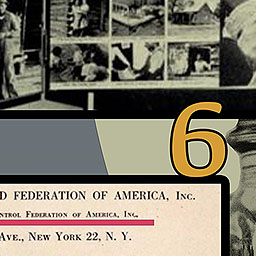 6
D FEDERATION OF AMERICA, INC.
NTROL FEDERATION OF AMERICA, INC.
AVE., NEW YORK 22, N. Y.